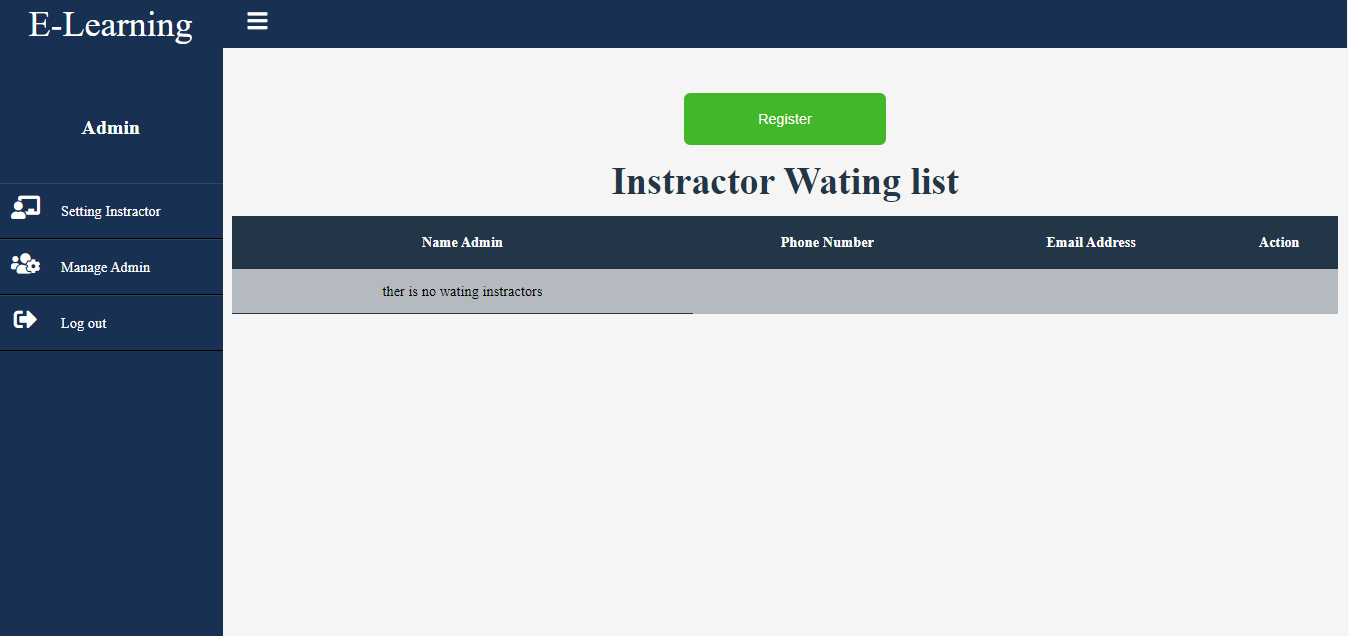 E-Learning
Admin
Setting Instractor
Manage Admin
Log out
Register
Instractor Wating list
Name Admin Phone Number Email Address Action
ther is no wating instractors